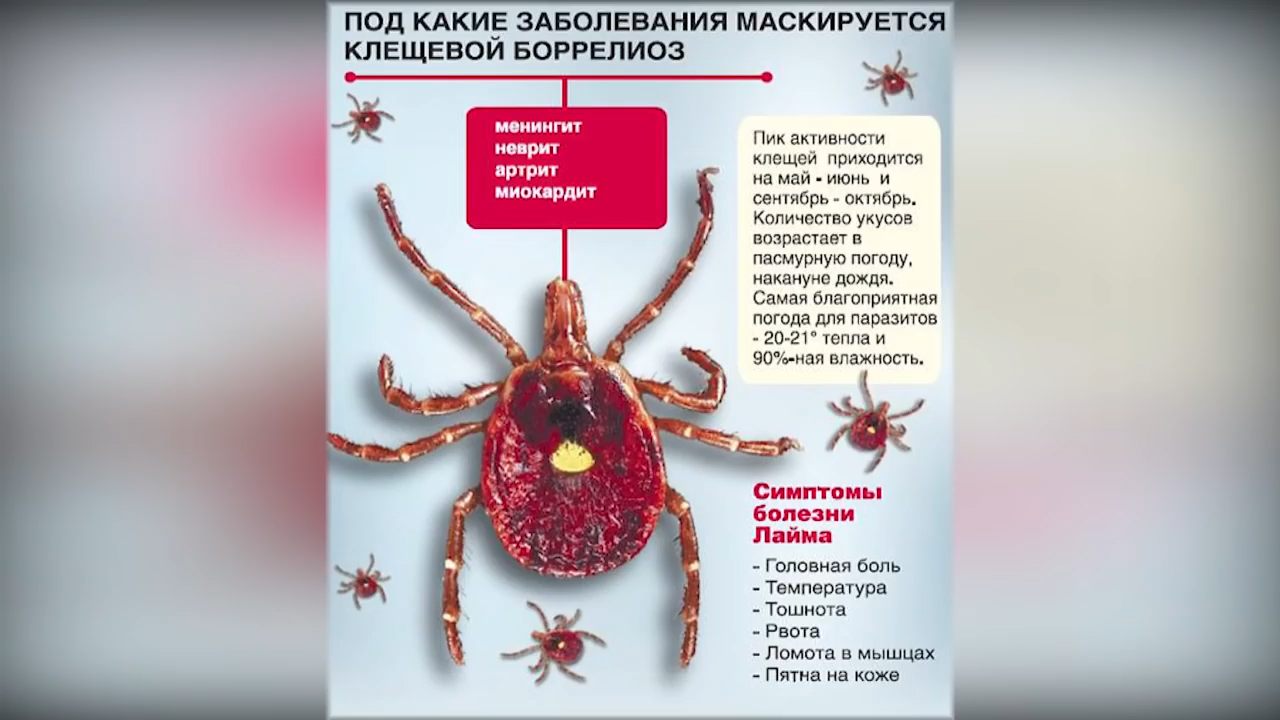 ПОД КАКИЕ ЗАБОЛЕВАНИЯ МАСКИРУЕТСЯ
КЛЕЩЕВОЙ БОРРЕЛИОЗ
менингит
неврит
артрит
миокардит
Пик активности
клещей приходится
на май - июнь и
сентябрь - октябрь.
Количество укусов
возрастает в
пасмурную погоду,
накануне дождя.
Самая благоприятная
погода для паразитов
- 20-21° тепла и
90%-ная влажность.
Симптомы
болезни
Лайма
- Головная боль
- Температура
- Тошнота
- Рвота
- Ломота в мышцах
- Пятна на коже